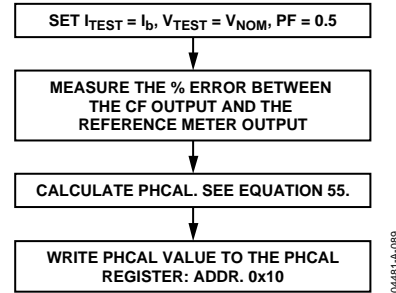 SET I_TEST = I_b, V_TEST = V_NOM, PF = 0.5
MEASURE THE % ERROR BETWEEN
THE CF OUTPUT AND THE
REFERENCE METER OUTPUT
CALCULATE PHCAL. SEE EQUATION 55.
WRITE PHCAL VALUE TO THE PHCAL
REGISTER: ADDR. 0x10
04481-A-089